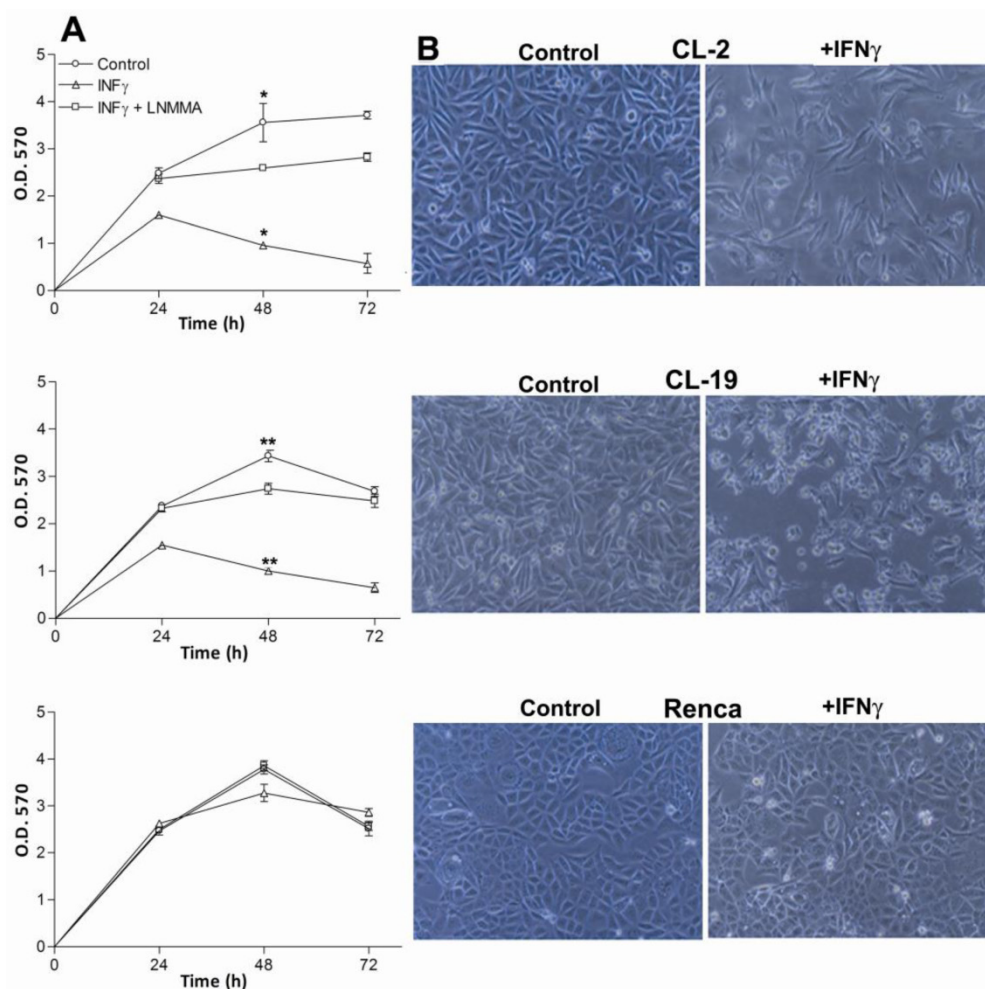 A
5
4
3
2
1
0
O.D. 570
Control
INFγ
INFγ + LNMMA
*
*
0 24 48 72
Time (h)
B Control CL-2 +IFNγ
5
4
3
2
1
0
O.D. 570
**
**
0 24 48 72
Time (h)
Control CL-19 +IFNγ
5
4
3
2
1
0
O.D. 570
0 24 48 72
Time (h)
Control Renca +IFNγ